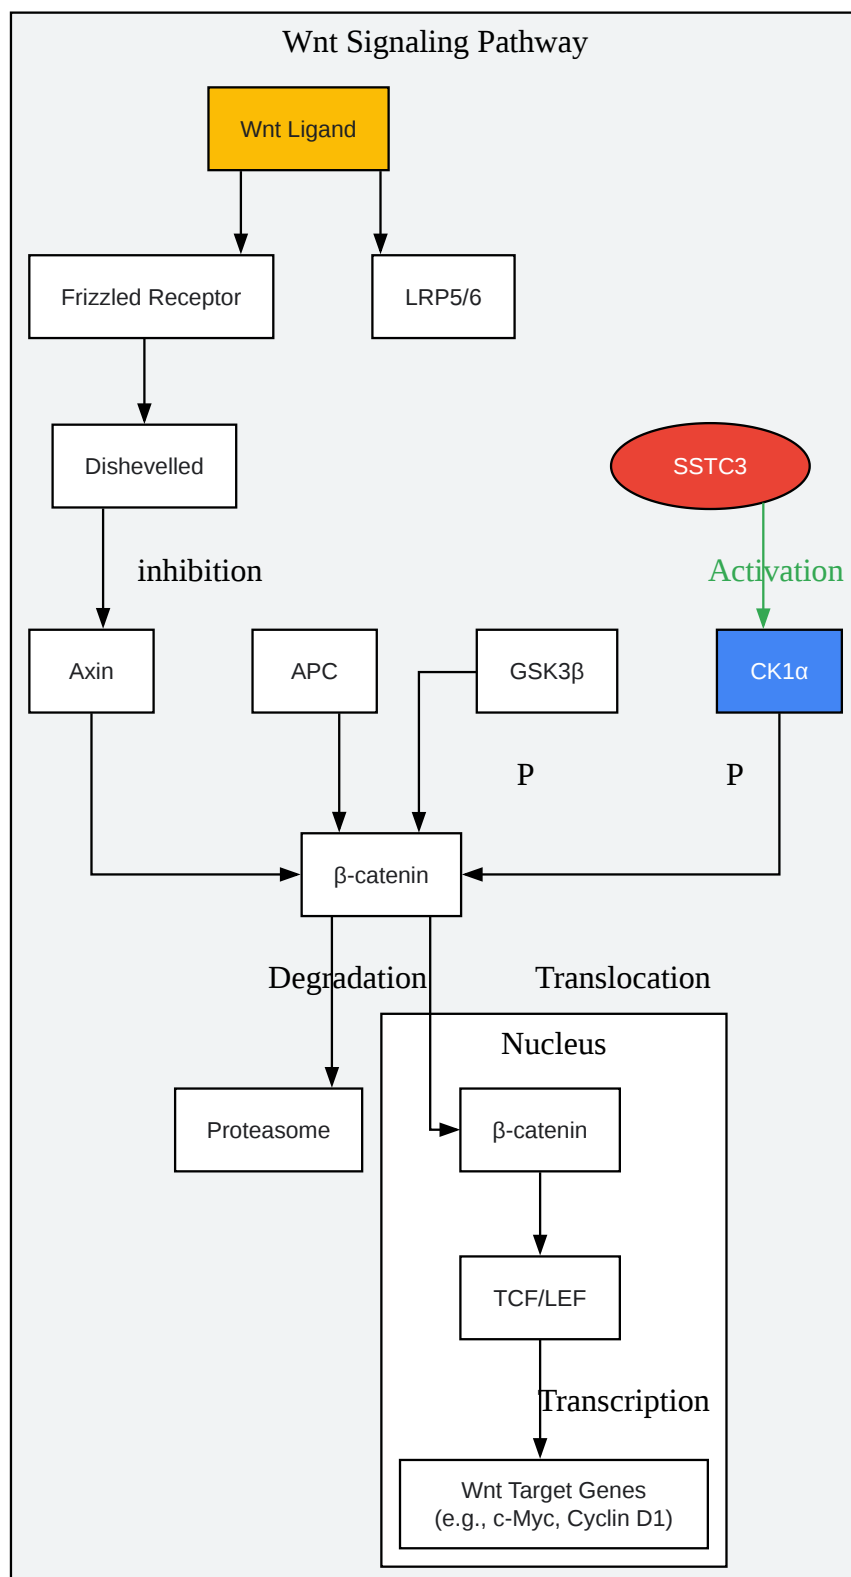 Wnt Signaling Pathway
Wnt Ligand
Frizzled Receptor
LRP5/6
Dishevelled
SSTC3
inhibition
Activation
Axin
APC
GSK3β
CK1α
P
P
β-catenin
Degradation
Translocation
Nucleus
Proteasome
β-catenin
TCF/LEF
Transcription
Wnt Target Genes
(e.g., c-Myc, Cyclin D1)